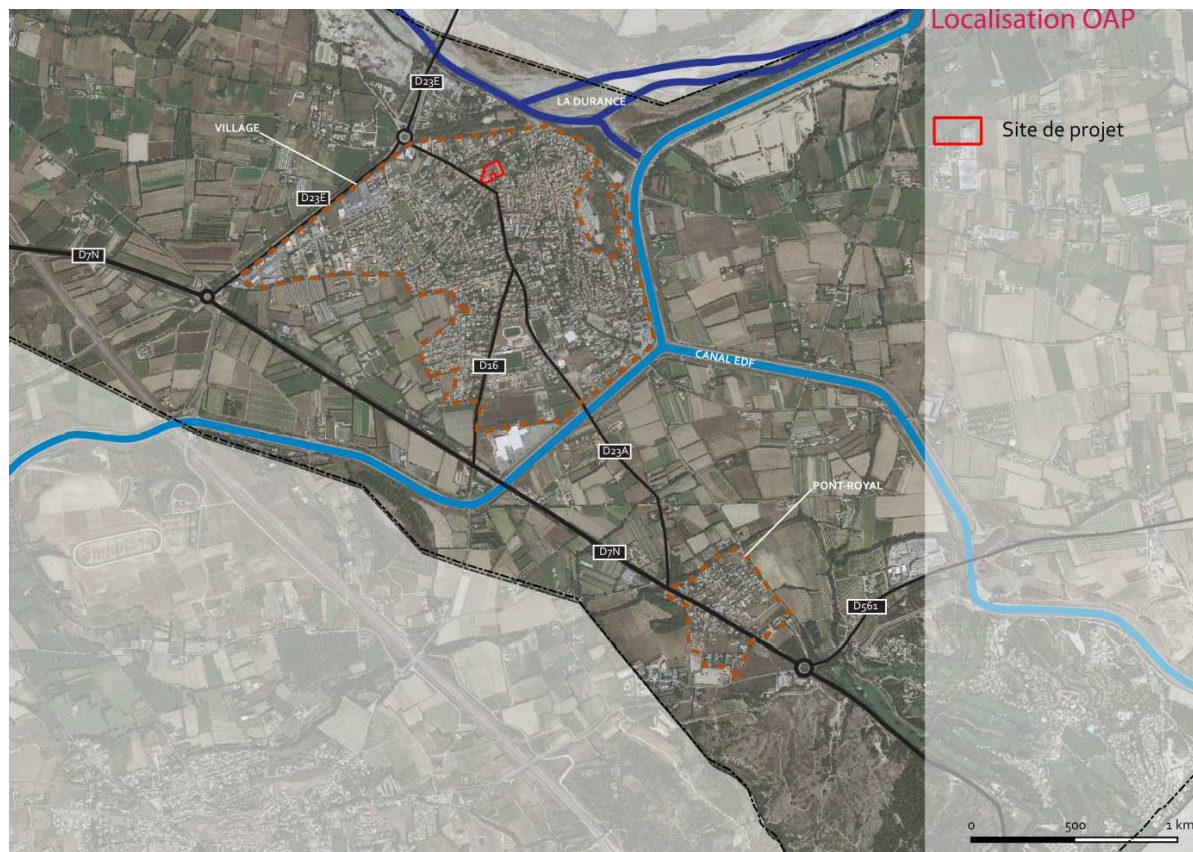 Localisation OAP
Site de projet
D23E
LA DURANCE
VILLAGE
D23E
D7N
CANAL EDF
D16
D23A
PONT-ROYAL
D7N
D561
0 500 1 km